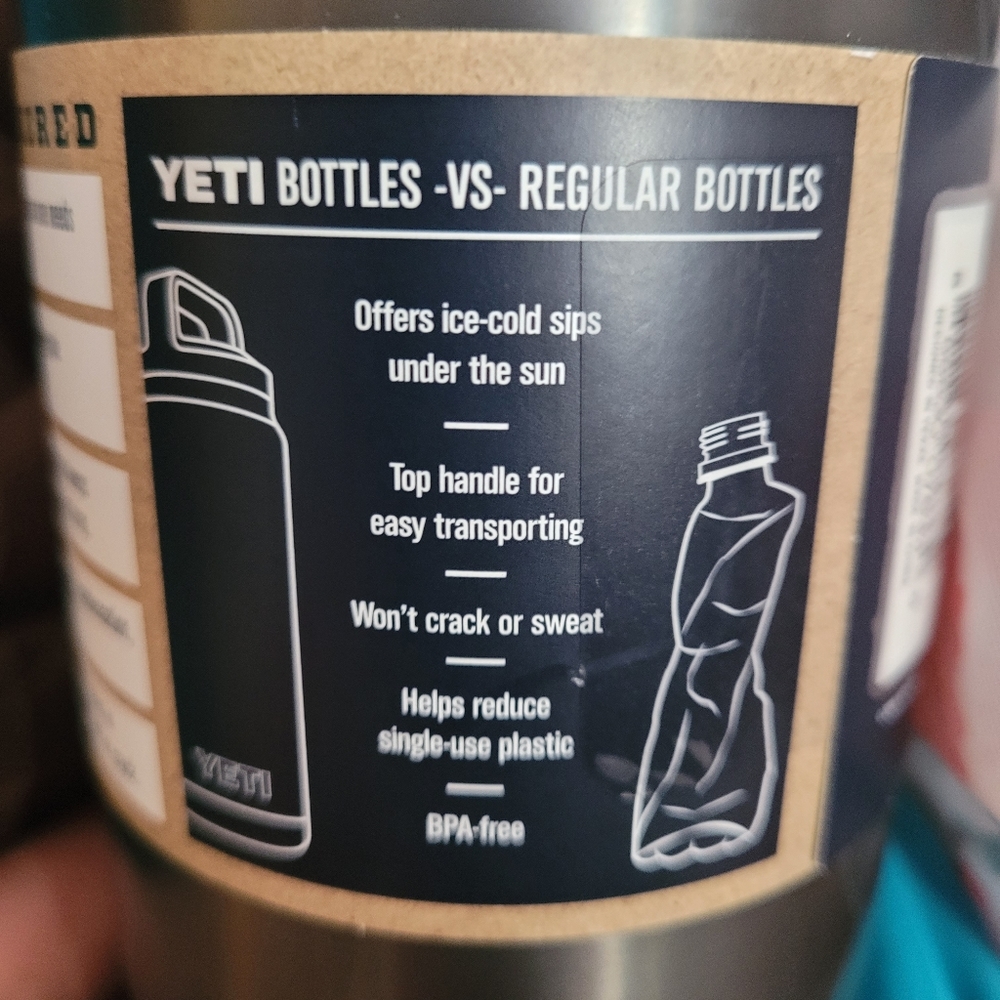 YETI BOTTLES -VS- REGULAR BOTTLES
Offers ice-cold sips
under the sun
Top handle for
easy transporting
Won't crack or sweat
Helps reduce
single-use plastic
BPA-free
YETI
needs